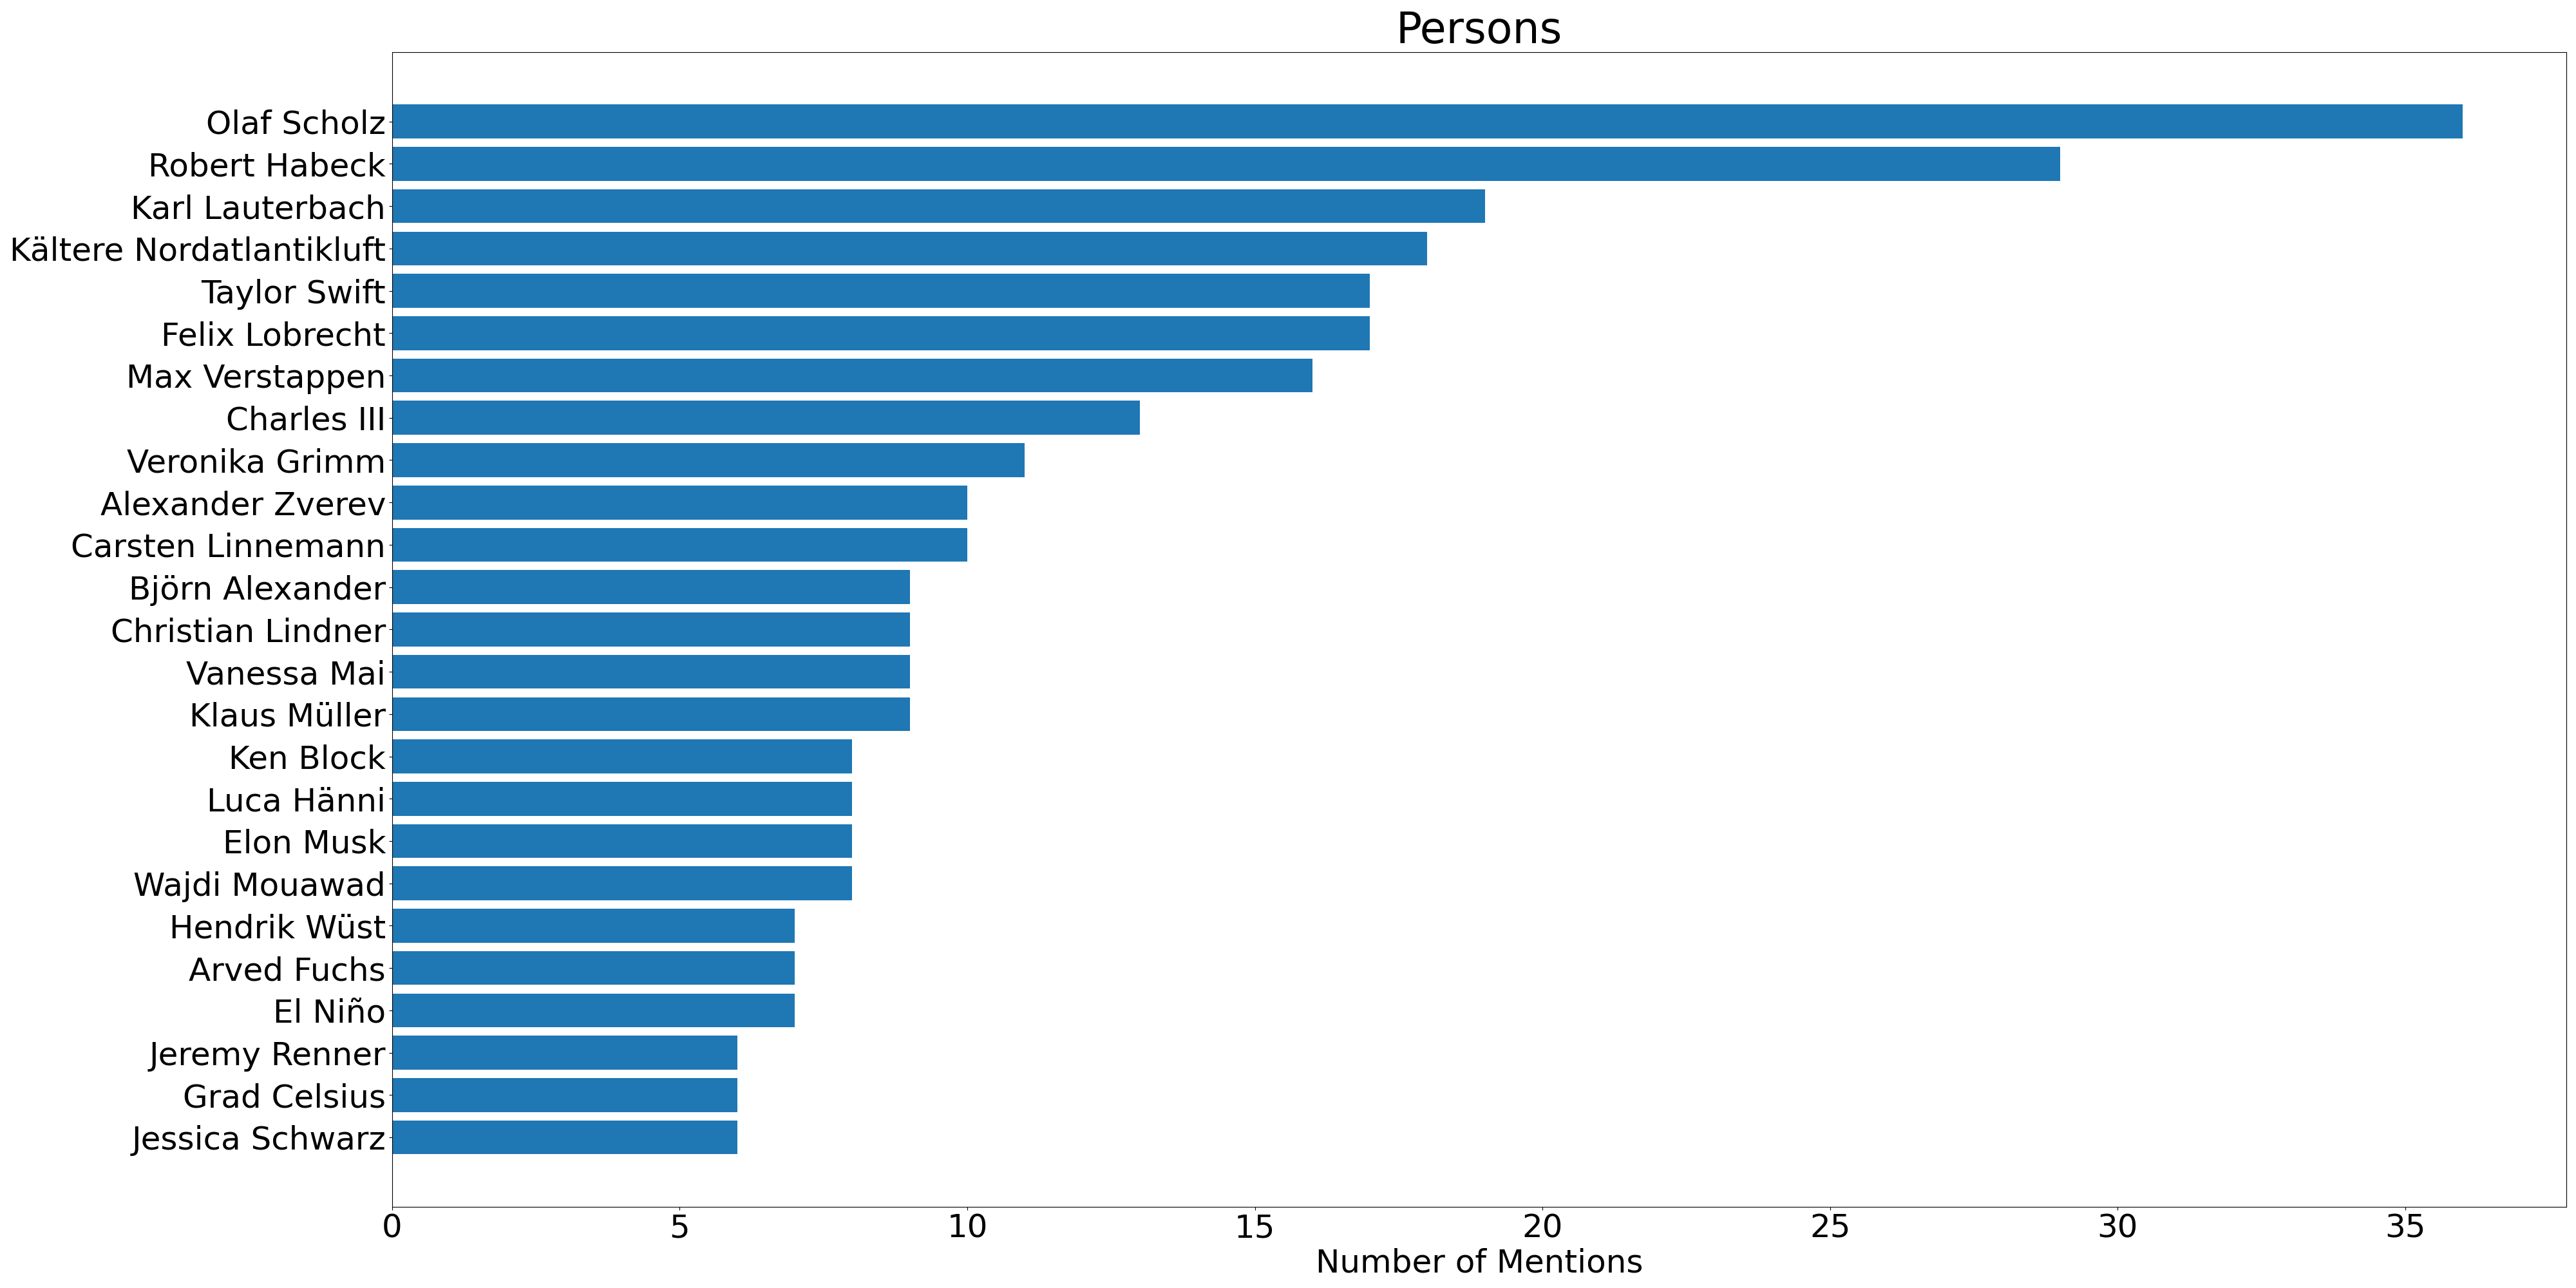 Persons
Olaf Scholz
Robert Habeck
Karl Lauterbach
Kältere Nordatlantikluft
Taylor Swift
Felix Lobrecht
Max Verstappen
Charles III
Veronika Grimm
Alexander Zverev
Carsten Linnemann
Björn Alexander
Christian Lindner
Vanessa Mai
Klaus Müller
Ken Block
Luca Hänni
Elon Musk
Wajdi Mouawad
Hendrik Wüst
Arved Fuchs
El Niño
Jeremy Renner
Grad Celsius
Jessica Schwarz
0 5 10 15 20 25 30 35
Number of Mentions